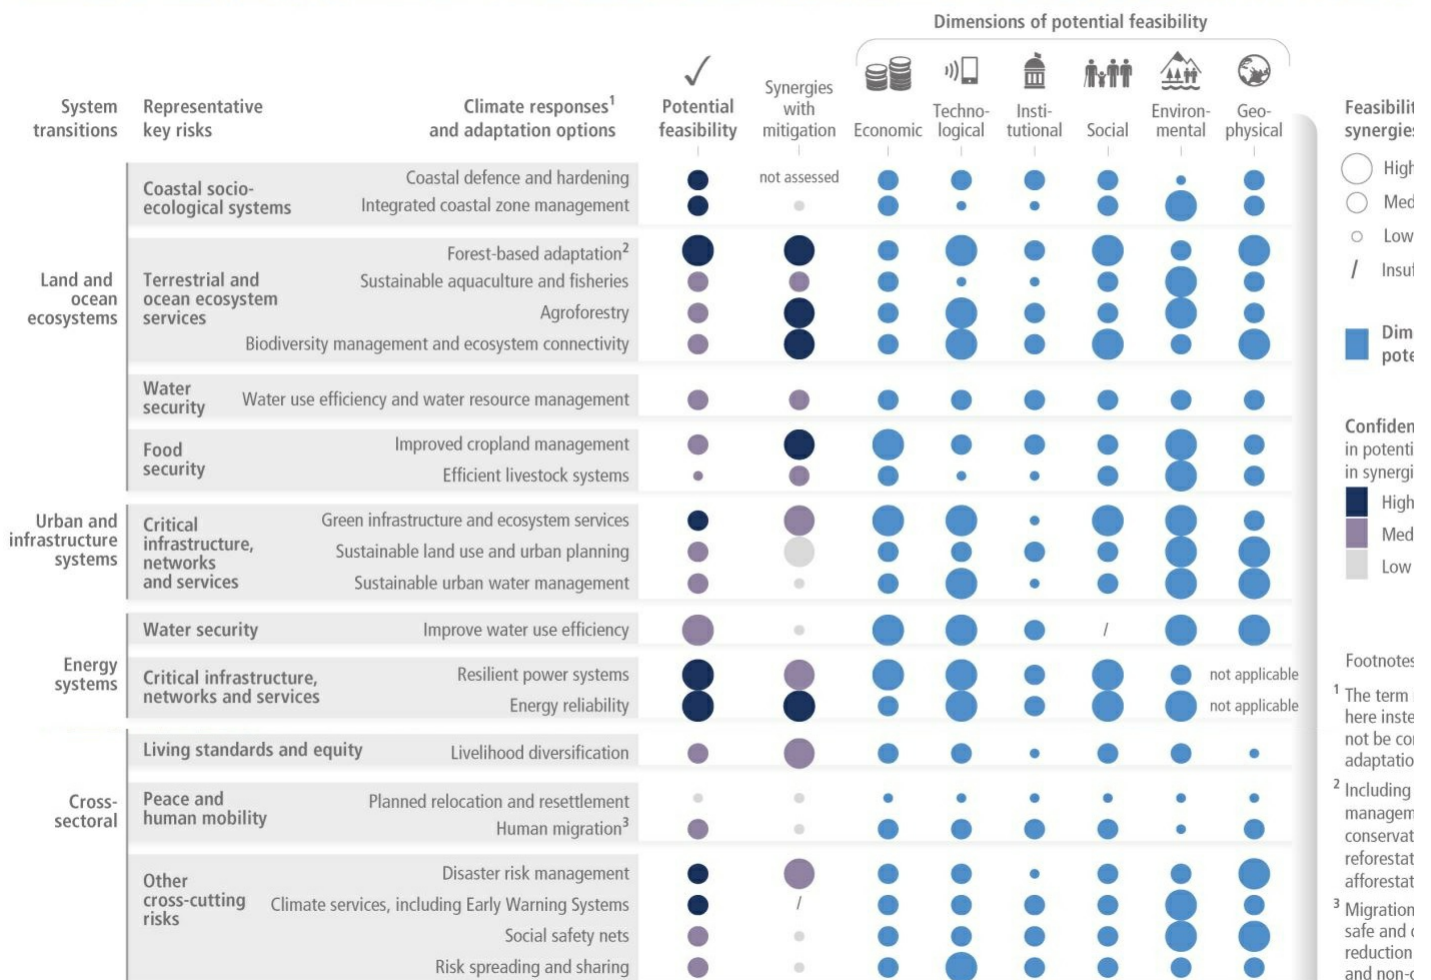 Dimensions of potential feasibility
System transitions
Representative key risks
Climate responses¹ and adaptation options
Potential feasibility
Synergies with mitigation
Economic
Techno-logical
Insti-tutional
Social
Environ-mental
Geo-physical
Land and ocean ecosystems
Coastal socio-ecological systems
Coastal defence and hardening
not assessed
Integrated coastal zone management
Terrestrial and ocean ecosystem services
Forest-based adaptation²
Sustainable aquaculture and fisheries
Agroforestry
Biodiversity management and ecosystem connectivity
Water security
Water use efficiency and water resource management
Food security
Improved cropland management
Efficient livestock systems
Urban and infrastructure systems
Critical infrastructure, networks and services
Green infrastructure and ecosystem services
Sustainable land use and urban planning
Sustainable urban water management
Energy systems
Water security
Improve water use efficiency
/
Critical infrastructure, networks and services
Resilient power systems
not applicable
Energy reliability
not applicable
Cross-sectoral
Living standards and equity
Livelihood diversification
Peace and human mobility
Planned relocation and resettlement
Human migration³
Other cross-cutting risks
Disaster risk management
Climate services, including Early Warning Systems
/
Social safety nets
Risk spreading and sharing
Feasibilit
synergies
High
Med
Low
/ Insuf
Dim
pote
Confiden
in potenti
in synergi
High
Med
Low
Footnotes
¹ The term
here inste
not be co
adaptatio
² Including
managem
conservat
reforestat
afforestat
³ Migration
safe and o
reduction
and non-c